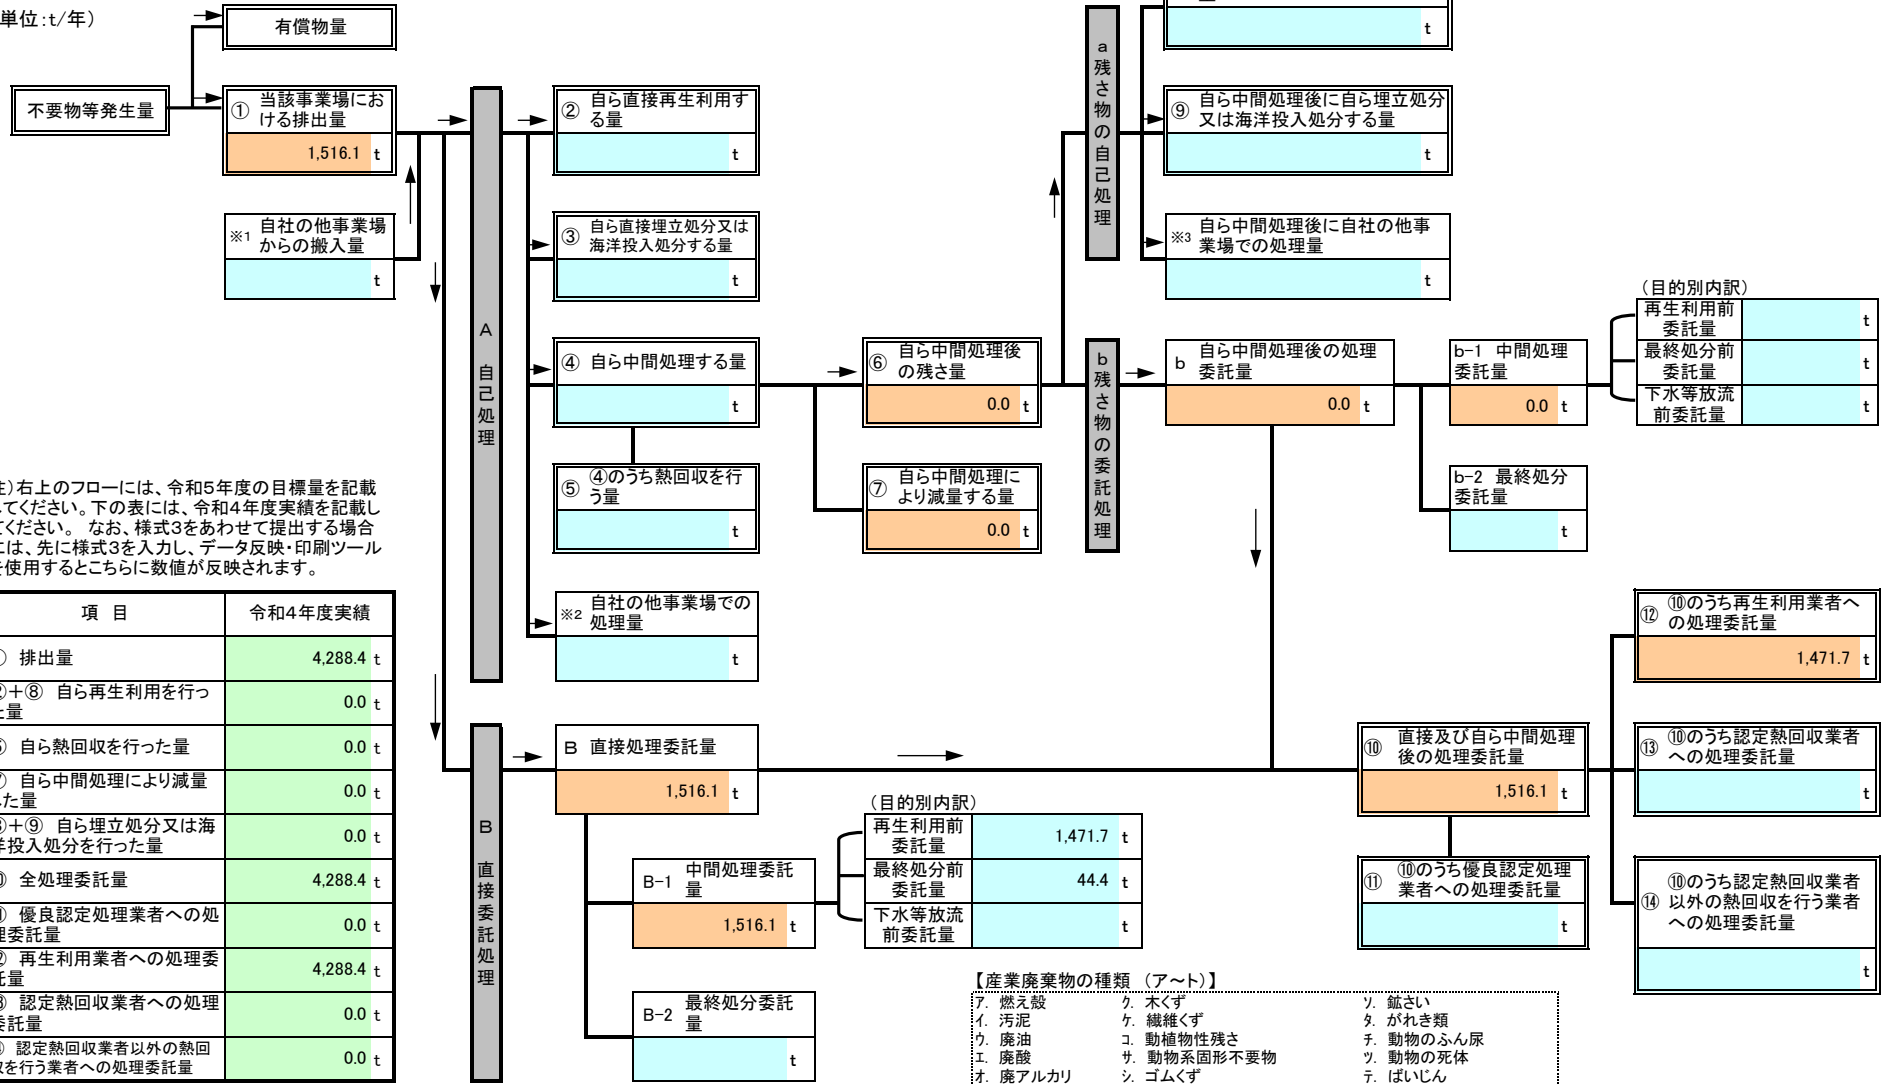 単位:t/年)
有償物量
不要物等発生量
① 当該事業場にお
ける排出量
1,516.1 t
※1 自社の他事業場
からの搬入量
t
A 自己処理
② 自ら直接再生利用す
る量
t
③ 自ら直接埋立処分又は
海洋投入処分する量
t
④ 自ら中間処理する量
t
⑤ ④のうち熱回収を行
う量
t
※2 自社の他事業場での
処理量
t
⑥ 自ら中間処理後
の残さ量
0.0 t
⑦ 自ら中間処理に
より減量する量
0.0 t
a 残さ物の自己処理
t
⑨ 自ら中間処理後に自ら埋立処分
又は海洋投入処分する量
t
※3 自ら中間処理後に自社の他事
業場での処理量
t
b 残さ物の委託処理
b 自ら中間処理後の処理
委託量
0.0 t
b-1 中間処理
委託量
0.0 t
b-2 最終処分
委託量
t
(目的別内訳)
再生利用前
委託量
t
最終処分前
委託量
t
下水等放流
前委託量
t
)右上のフローには、令和5年度の目標量を記載
してください。下の表には、令和4年度実績を記載し
てください。 なお、様式3をあわせて提出する場合
には、先に様式3を入力し、データ反映・印刷ツール
を使用するとこちらに数値が反映されます。
項 目 令和4年度実績
排出量 4,288.4 t
+⑧ 自ら再生利用を行っ
た量 0.0 t
自ら熱回収を行った量 0.0 t
自ら中間処理により減量
した量 0.0 t
+⑨ 自ら埋立処分又は海
洋投入処分を行った量 0.0 t
全処理委託量 4,288.4 t
優良認定処理業者への処
理委託量 0.0 t
再生利用業者への処理委
託量 4,288.4 t
認定熱回収業者への処理
委託量 0.0 t
認定熱回収業者以外の熱回
収を行う業者への処理委託量 0.0 t
B 直接委託処理
B 直接処理委託量
1,516.1 t
B-1 中間処理委託
量
1,516.1 t
B-2 最終処分委託
量
t
(目的別内訳)
再生利用前
委託量
1,471.7 t
最終処分前
委託量
44.4 t
下水等放流
前委託量
t
⑩ 直接及び自ら中間処理
後の処理委託量
1,516.1 t
⑪ ⑩のうち優良認定処理
業者への処理委託量
t
⑫ ⑩のうち再生利用業者へ
の処理委託量
1,471.7 t
⑬ ⑩のうち認定熱回収業者
への処理委託量
t
⑭ ⑩のうち認定熱回収業者
以外の熱回収を行う業者
への処理委託量
t
【産業廃棄物の種類 (ア~ト)】
ア. 燃え殻 ク. 木くず ソ. 鉱さい
イ. 汚泥 ケ. 繊維くず タ. がれき類
ウ. 廃油 コ. 動植物性残さ チ. 動物のふん尿
エ. 廃酸 サ. 動物系固形不要物 ツ. 動物の死体
オ. 廃アルカリ シ. ゴムくず テ. ばいじん